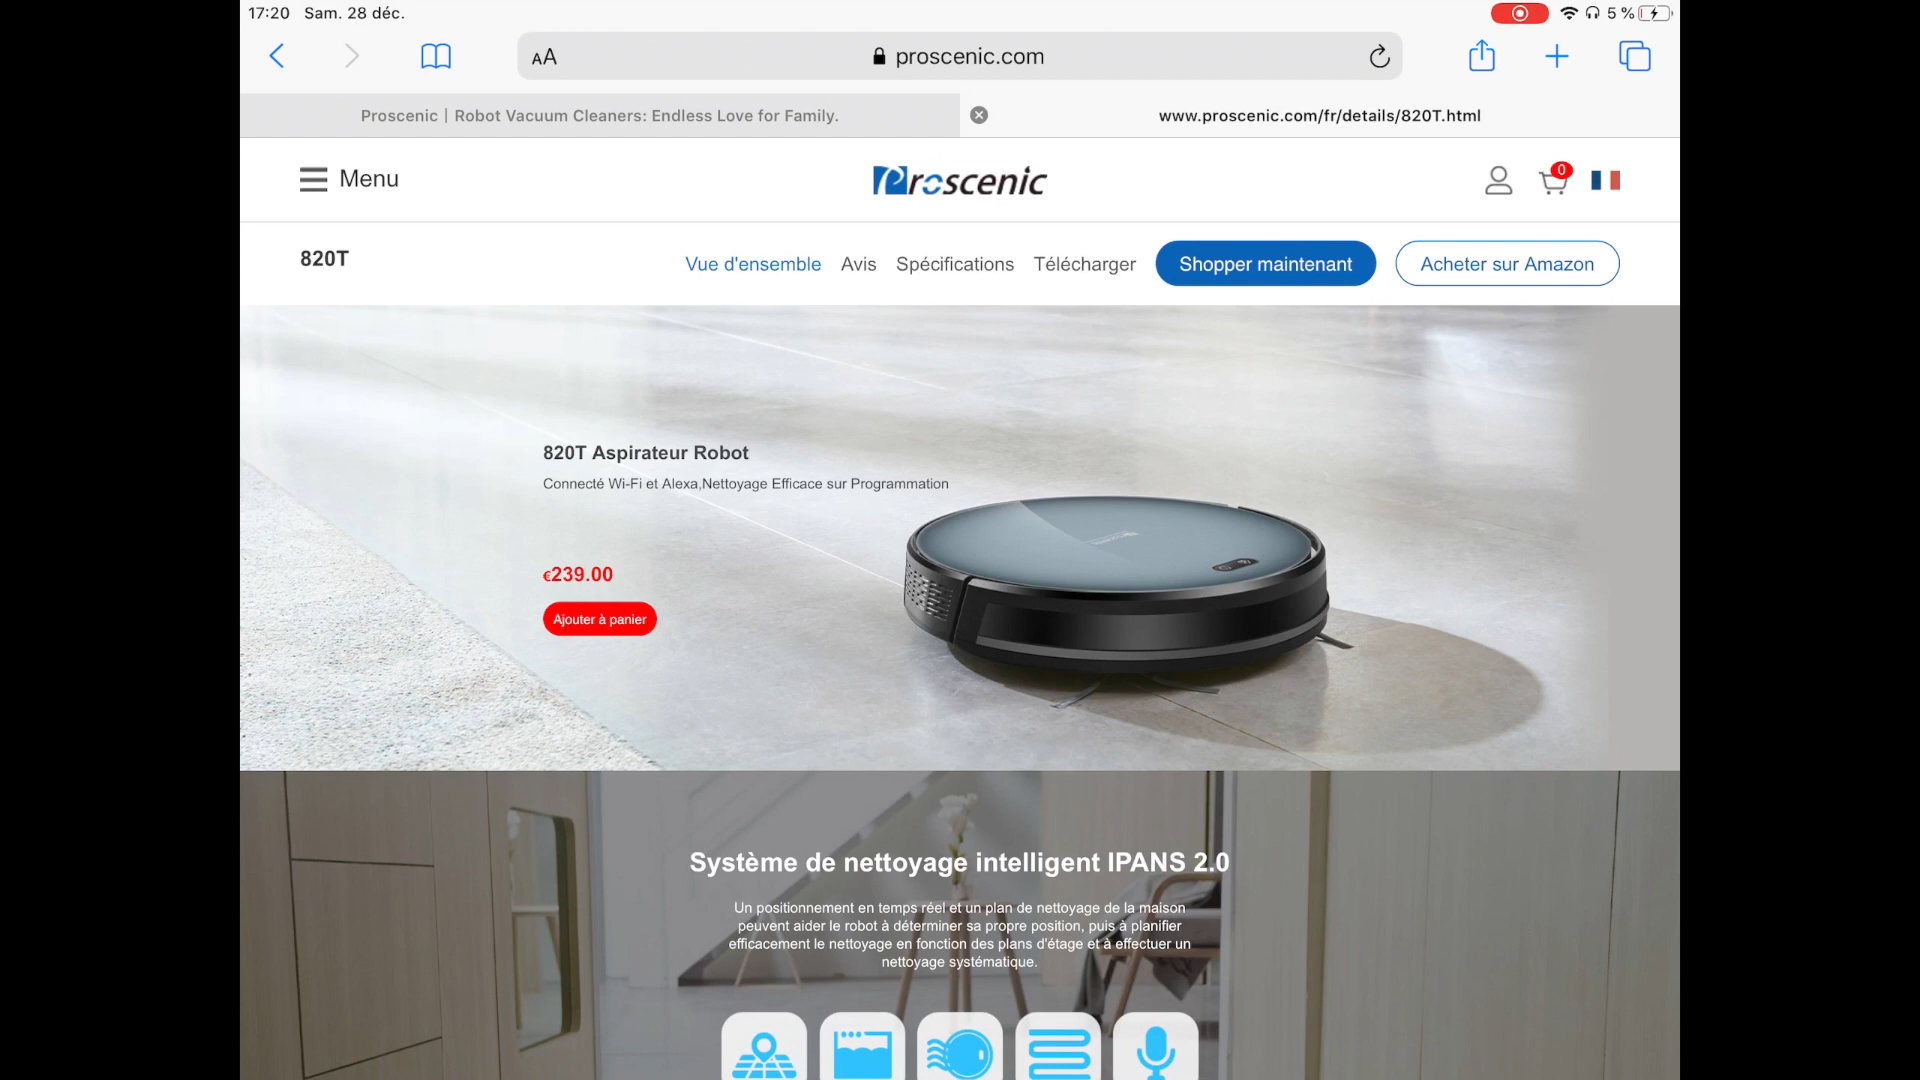 17:20 Sam. 28 déc.
5 %
AA
proscenic.com
Proscenic | Robot Vacuum Cleaners: Endless Love for Family.
www.proscenic.com/fr/details/820T.html
Menu
Proscenic
0
820T
Vue d'ensemble Avis Spécifications Télécharger Shopper maintenant Acheter sur Amazon
820T Aspirateur Robot
Connecté Wi-Fi et Alexa,Nettoyage Efficace sur Programmation
€239.00
Ajouter à panier
Système de nettoyage intelligent IPANS 2.0
Un positionnement en temps réel et un plan de nettoyage de la maison
peuvent aider le robot à déterminer sa propre position, puis à planifier
efficacement le nettoyage en fonction des plans d'étage et à effectuer un
nettoyage systématique.